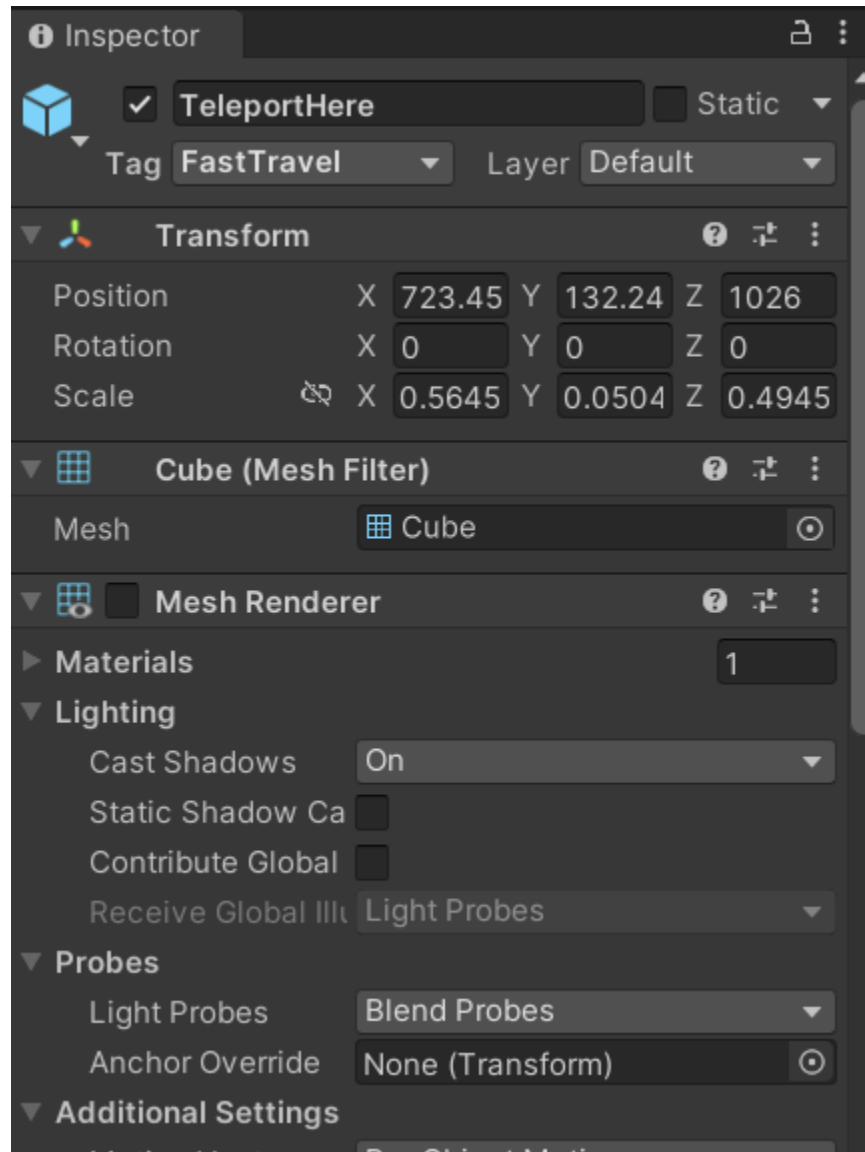 Inspector
TeleportHere Static
Tag FastTravel Layer Default
Transform
Position X 723.45 Y 132.24 Z 1026
Rotation X 0 Y 0 Z 0
Scale X 0.5645 Y 0.0504 Z 0.4945
Cube (Mesh Filter)
Mesh Cube
Mesh Renderer
Materials 1
Lighting
Cast Shadows On
Static Shadow Ca
Contribute Global
Receive Global Illu Light Probes
Probes
Light Probes Blend Probes
Anchor Override None (Transform)
Additional Settings